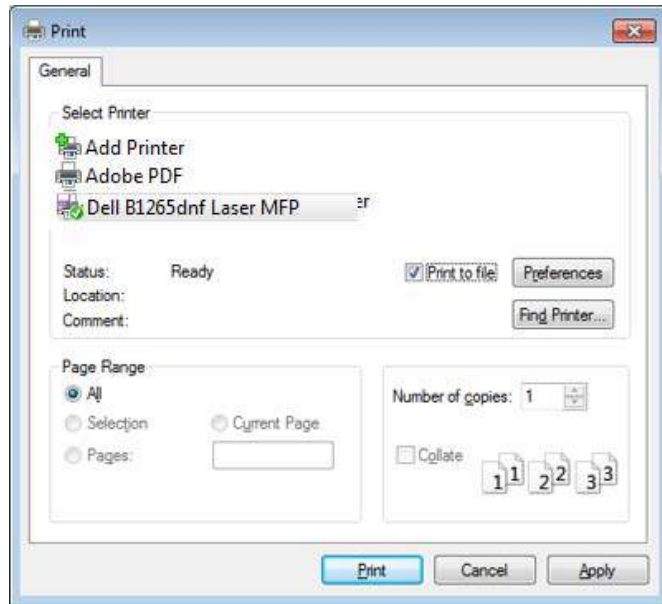 Print
General
Select Printer
Add Printer
Adobe PDF
Dell B1265dnf Laser MFP er
Status: Ready Print to file Preferences
Location:
Comment: Find Printer...
Page Range
All Number of copies: 1
Selection Current Page
Pages: Collate
1 1 2 2 3 3
Print Cancel Apply